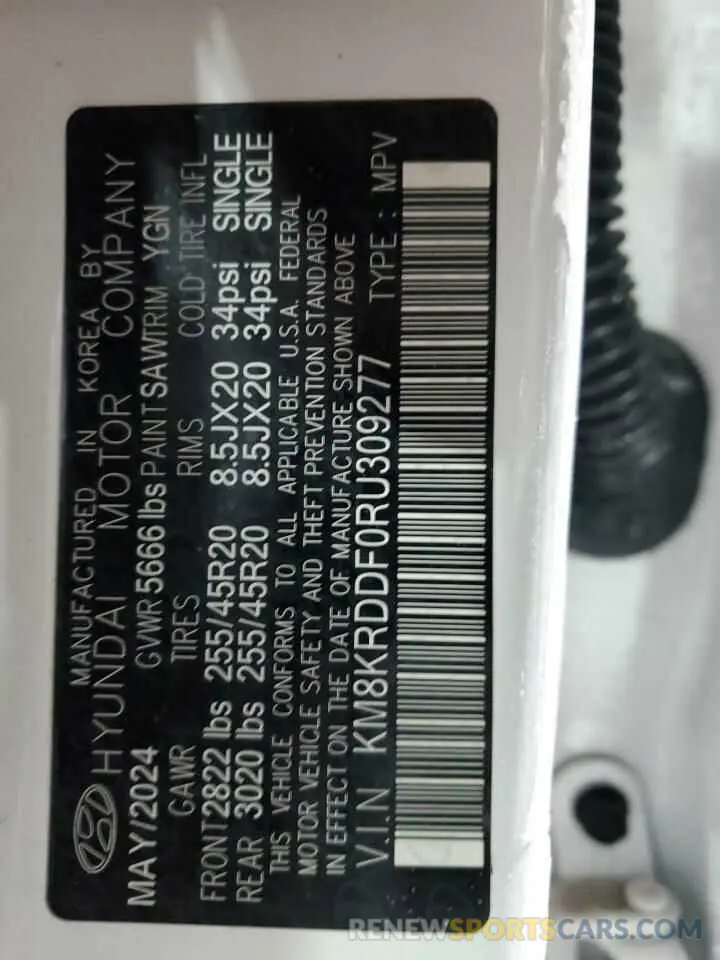 MANUFACTURED IN KOREA BY
HYUNDAI MOTOR COMPANY
MAY/2024 GVWR 5666 lbs PAINT SAW TRIM YGN
GAWR TIRES RIMS COLD TIRE INFL
FRONT 2822 lbs 255/45R20 8.5JX20 34psi SINGLE
REAR 3020 lbs 255/45R20 8.5JX20 34psi SINGLE
THIS VEHICLE CONFORMS TO ALL APPLICABLE U.S.A. FEDERAL
MOTOR VEHICLE SAFETY AND THEFT PREVENTION STANDARDS
IN EFFECT ON THE DATE OF MANUFACTURE SHOWN ABOVE
V.I.N KM8KRDDF0RU309277 TYPE : MPV
RENEWSPORTSCARS.COM